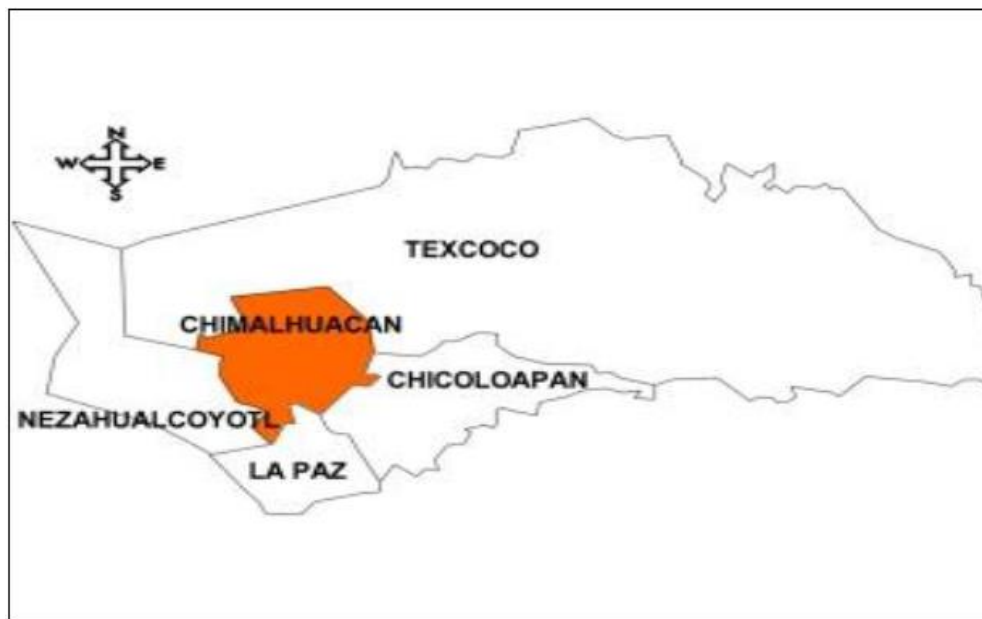 N
W E
S
TEXCOCO
CHIMALHUACAN
CHICOLOAPAN
NEZAHUALCOYOTL
LA PAZ